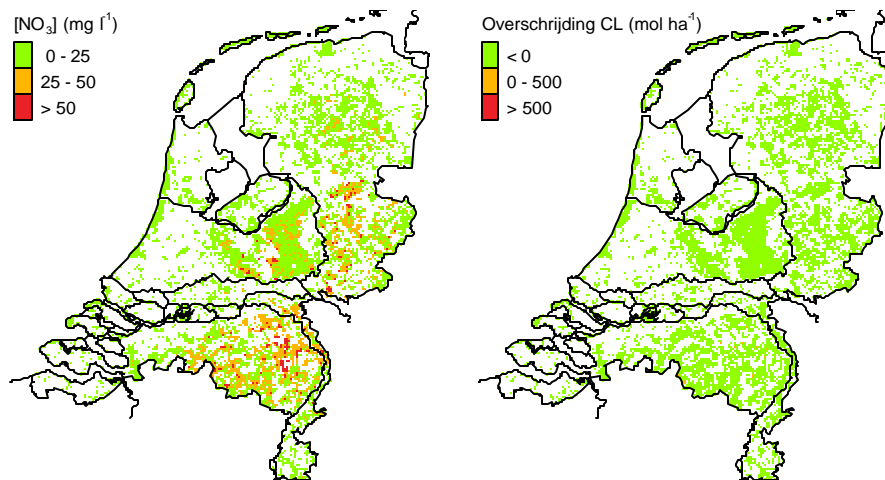 [NO₃] (mg l⁻¹)
0 - 25
25 - 50
> 50
Overschrijding CL (mol ha⁻¹)
< 0
0 - 500
> 500